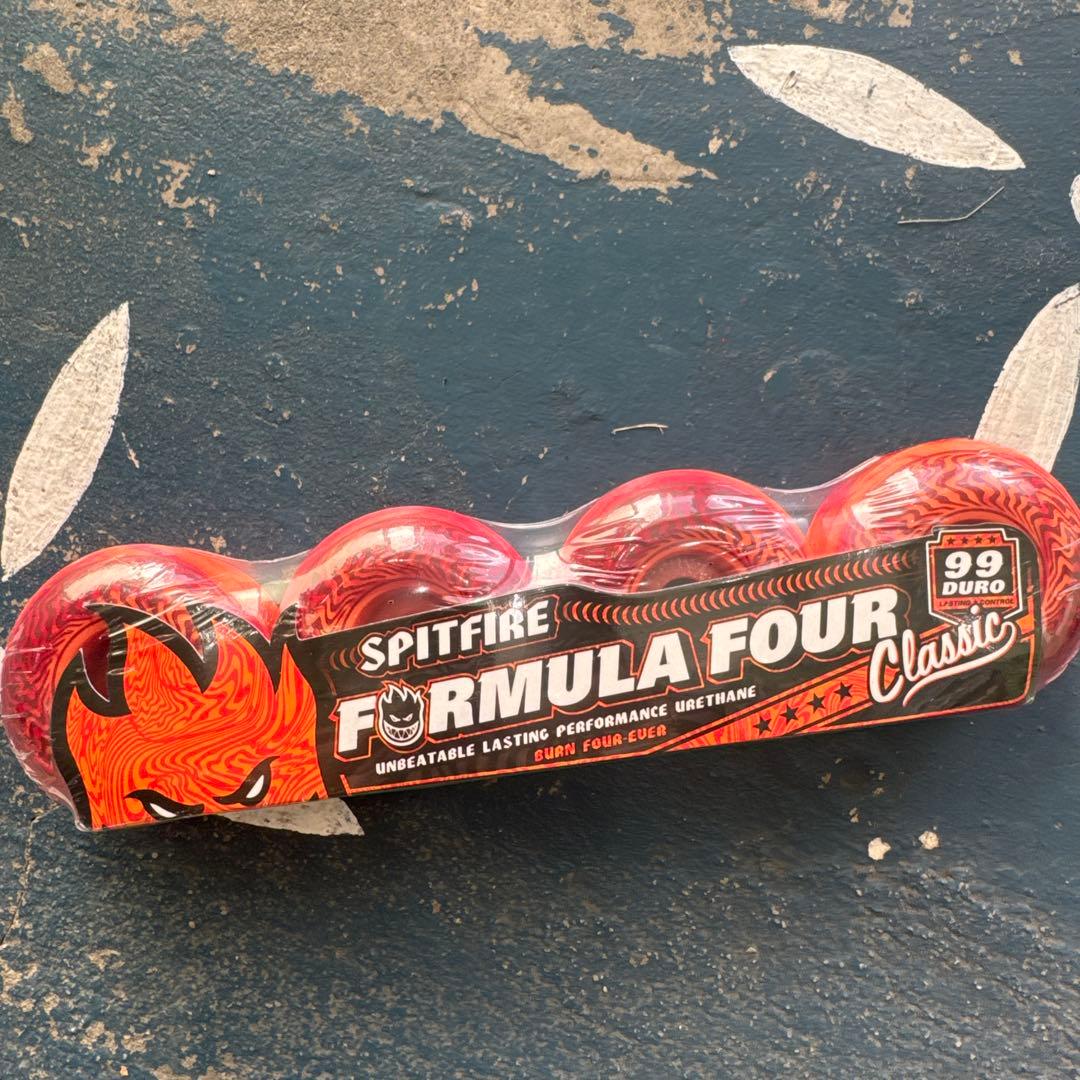 SPITFIRE
FORMULA FOUR
Classic
UNBEATABLE LASTING PERFORMANCE URETHANE
BURN FOUR-EVER
99
DURO
LASTING CONTROL